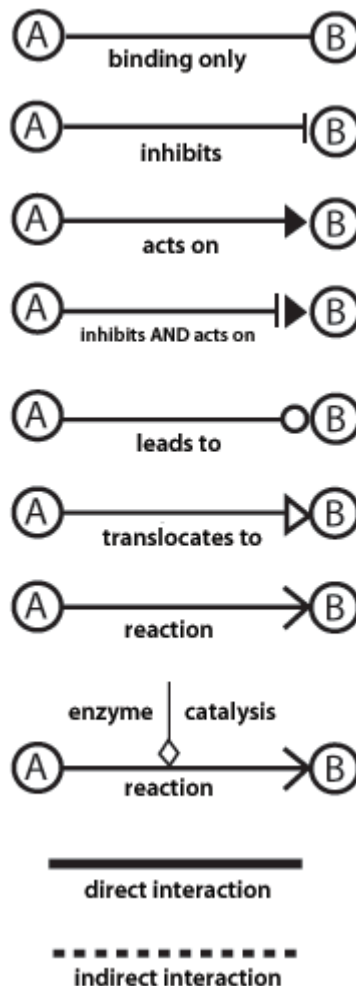 A B
binding only
A B
inhibits
A B
acts on
A B
inhibits AND acts on
A B
leads to
A B
translocates to
A B
reaction
enzyme catalysis
A B
reaction
direct interaction
indirect interaction